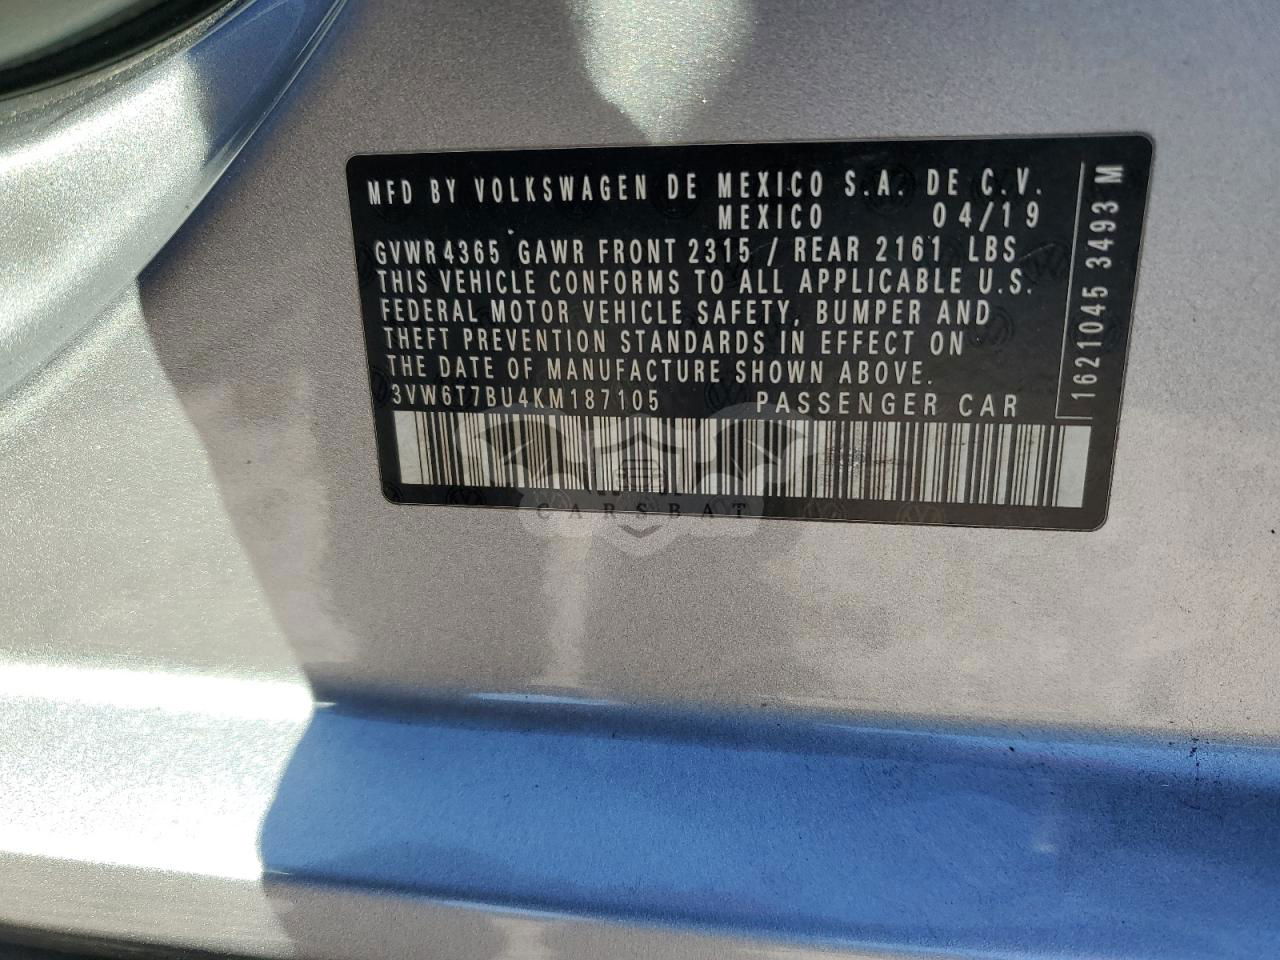 MFD BY VOLKSWAGEN DE MEXICO S.A. DE C.V.
MEXICO 04/19
GVWR 4365 GAWR FRONT 2315 / REAR 2161 LBS
THIS VEHICLE CONFORMS TO ALL APPLICABLE U.S.
FEDERAL MOTOR VEHICLE SAFETY, BUMPER AND
THEFT PREVENTION STANDARDS IN EFFECT ON
THE DATE OF MANUFACTURE SHOWN ABOVE.
3VW6T7BU4KM187105 PASSENGER CAR
1621045 3493 M
CARSBAT